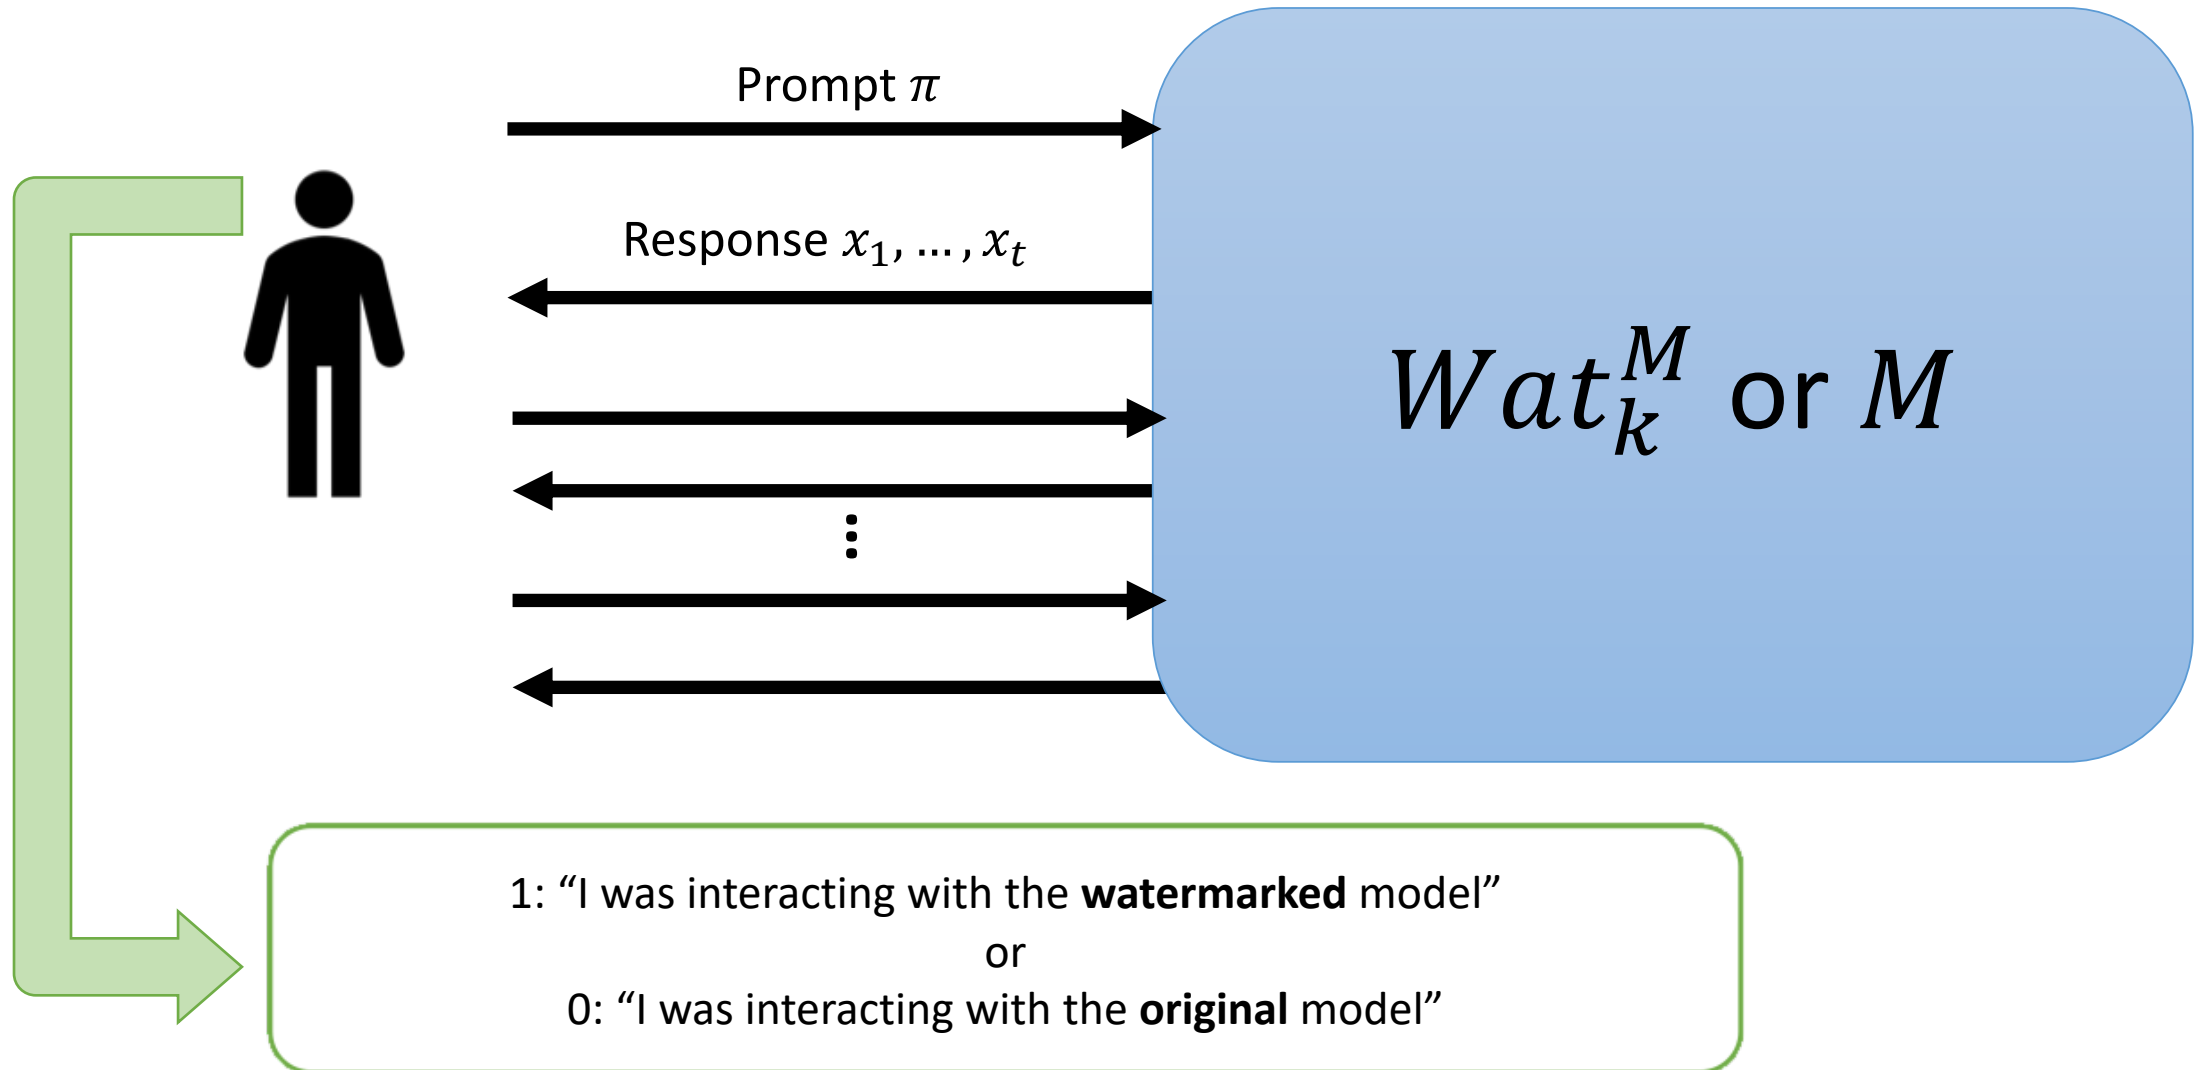 Prompt π
Response x₁, … , xₜ
Watₖᴹ or M
⋮
1: “I was interacting with the watermarked model”
or
0: “I was interacting with the original model”